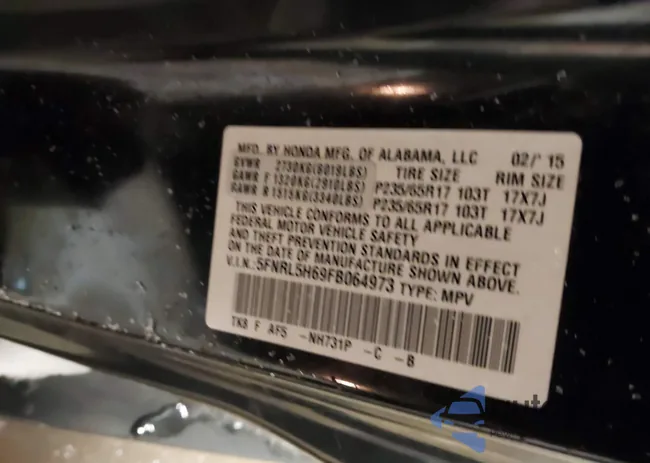 MFD. BY HONDA MFG. OF ALABAMA, LLC 02/' 15
GVWR 2730KG(6019LBS) TIRE SIZE RIM SIZE
GAWR F 1320KG(2910LBS) P235/65R17 103T 17X7J
GAWR R 1515KG(3340LBS) P235/65R17 103T 17X7J
THIS VEHICLE CONFORMS TO ALL APPLICABLE
FEDERAL MOTOR VEHICLE SAFETY
AND THEFT PREVENTION STANDARDS IN EFFECT
ON THE DATE OF MANUFACTURE SHOWN ABOVE.
V.I.N.:5FNRL5H69FB064973 TYPE: MPV
TK8 F AF5 -NH731P -C -B